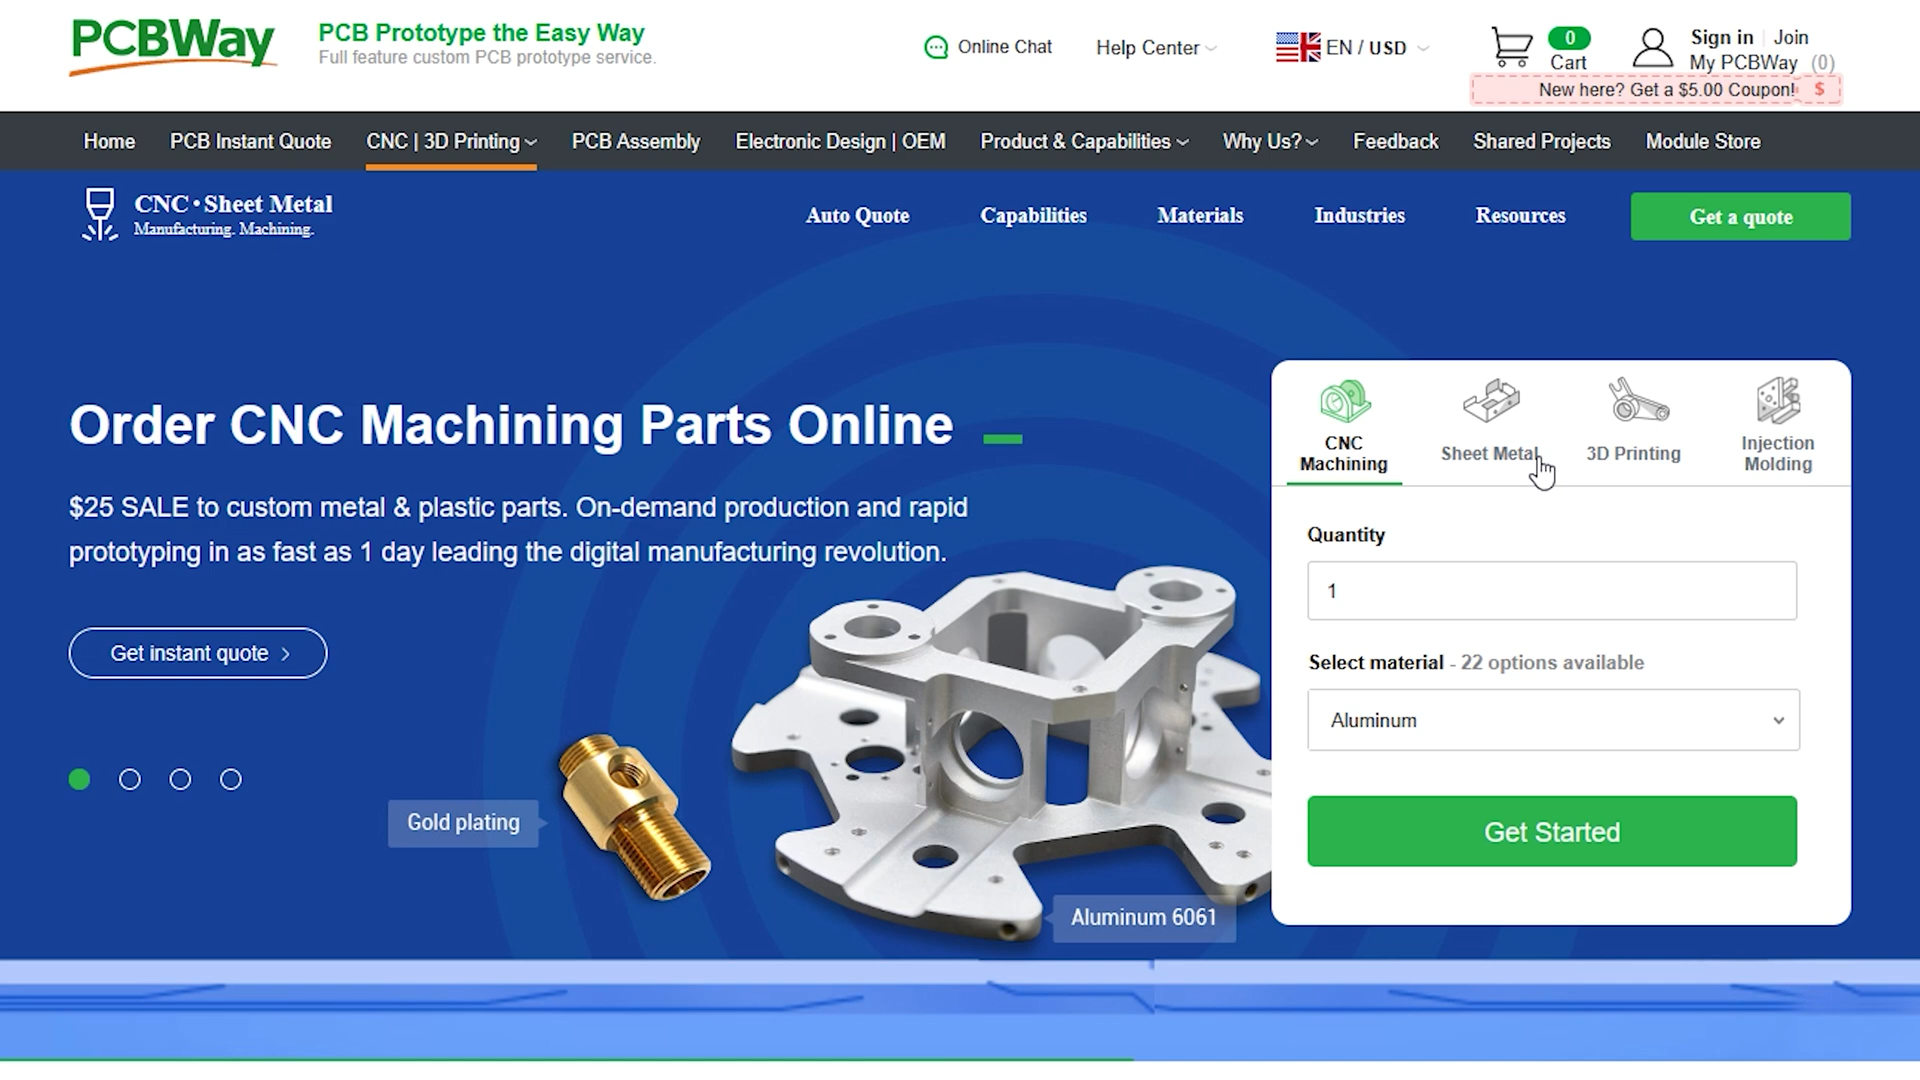 PCBWay
PCB Prototype the Easy Way
Full feature custom PCB prototype service.
Online Chat
Help Center
EN / USD
0
Cart
Sign in | Join
My PCBWay (0)
New here? Get a $5.00 Coupon! $
Home
PCB Instant Quote
CNC | 3D Printing
PCB Assembly
Electronic Design | OEM
Product & Capabilities
Why Us?
Feedback
Shared Projects
Module Store
CNC • Sheet Metal
Manufacturing. Machining.
Auto Quote
Capabilities
Materials
Industries
Resources
Get a quote
Order CNC Machining Parts Online
$25 SALE to custom metal & plastic parts. On-demand production and rapid
prototyping in as fast as 1 day leading the digital manufacturing revolution.
Get instant quote >
Gold plating
Aluminum 6061
CNC
Machining
Sheet Metal
3D Printing
Injection
Molding
Quantity
1
Select material - 22 options available
Aluminum
Get Started